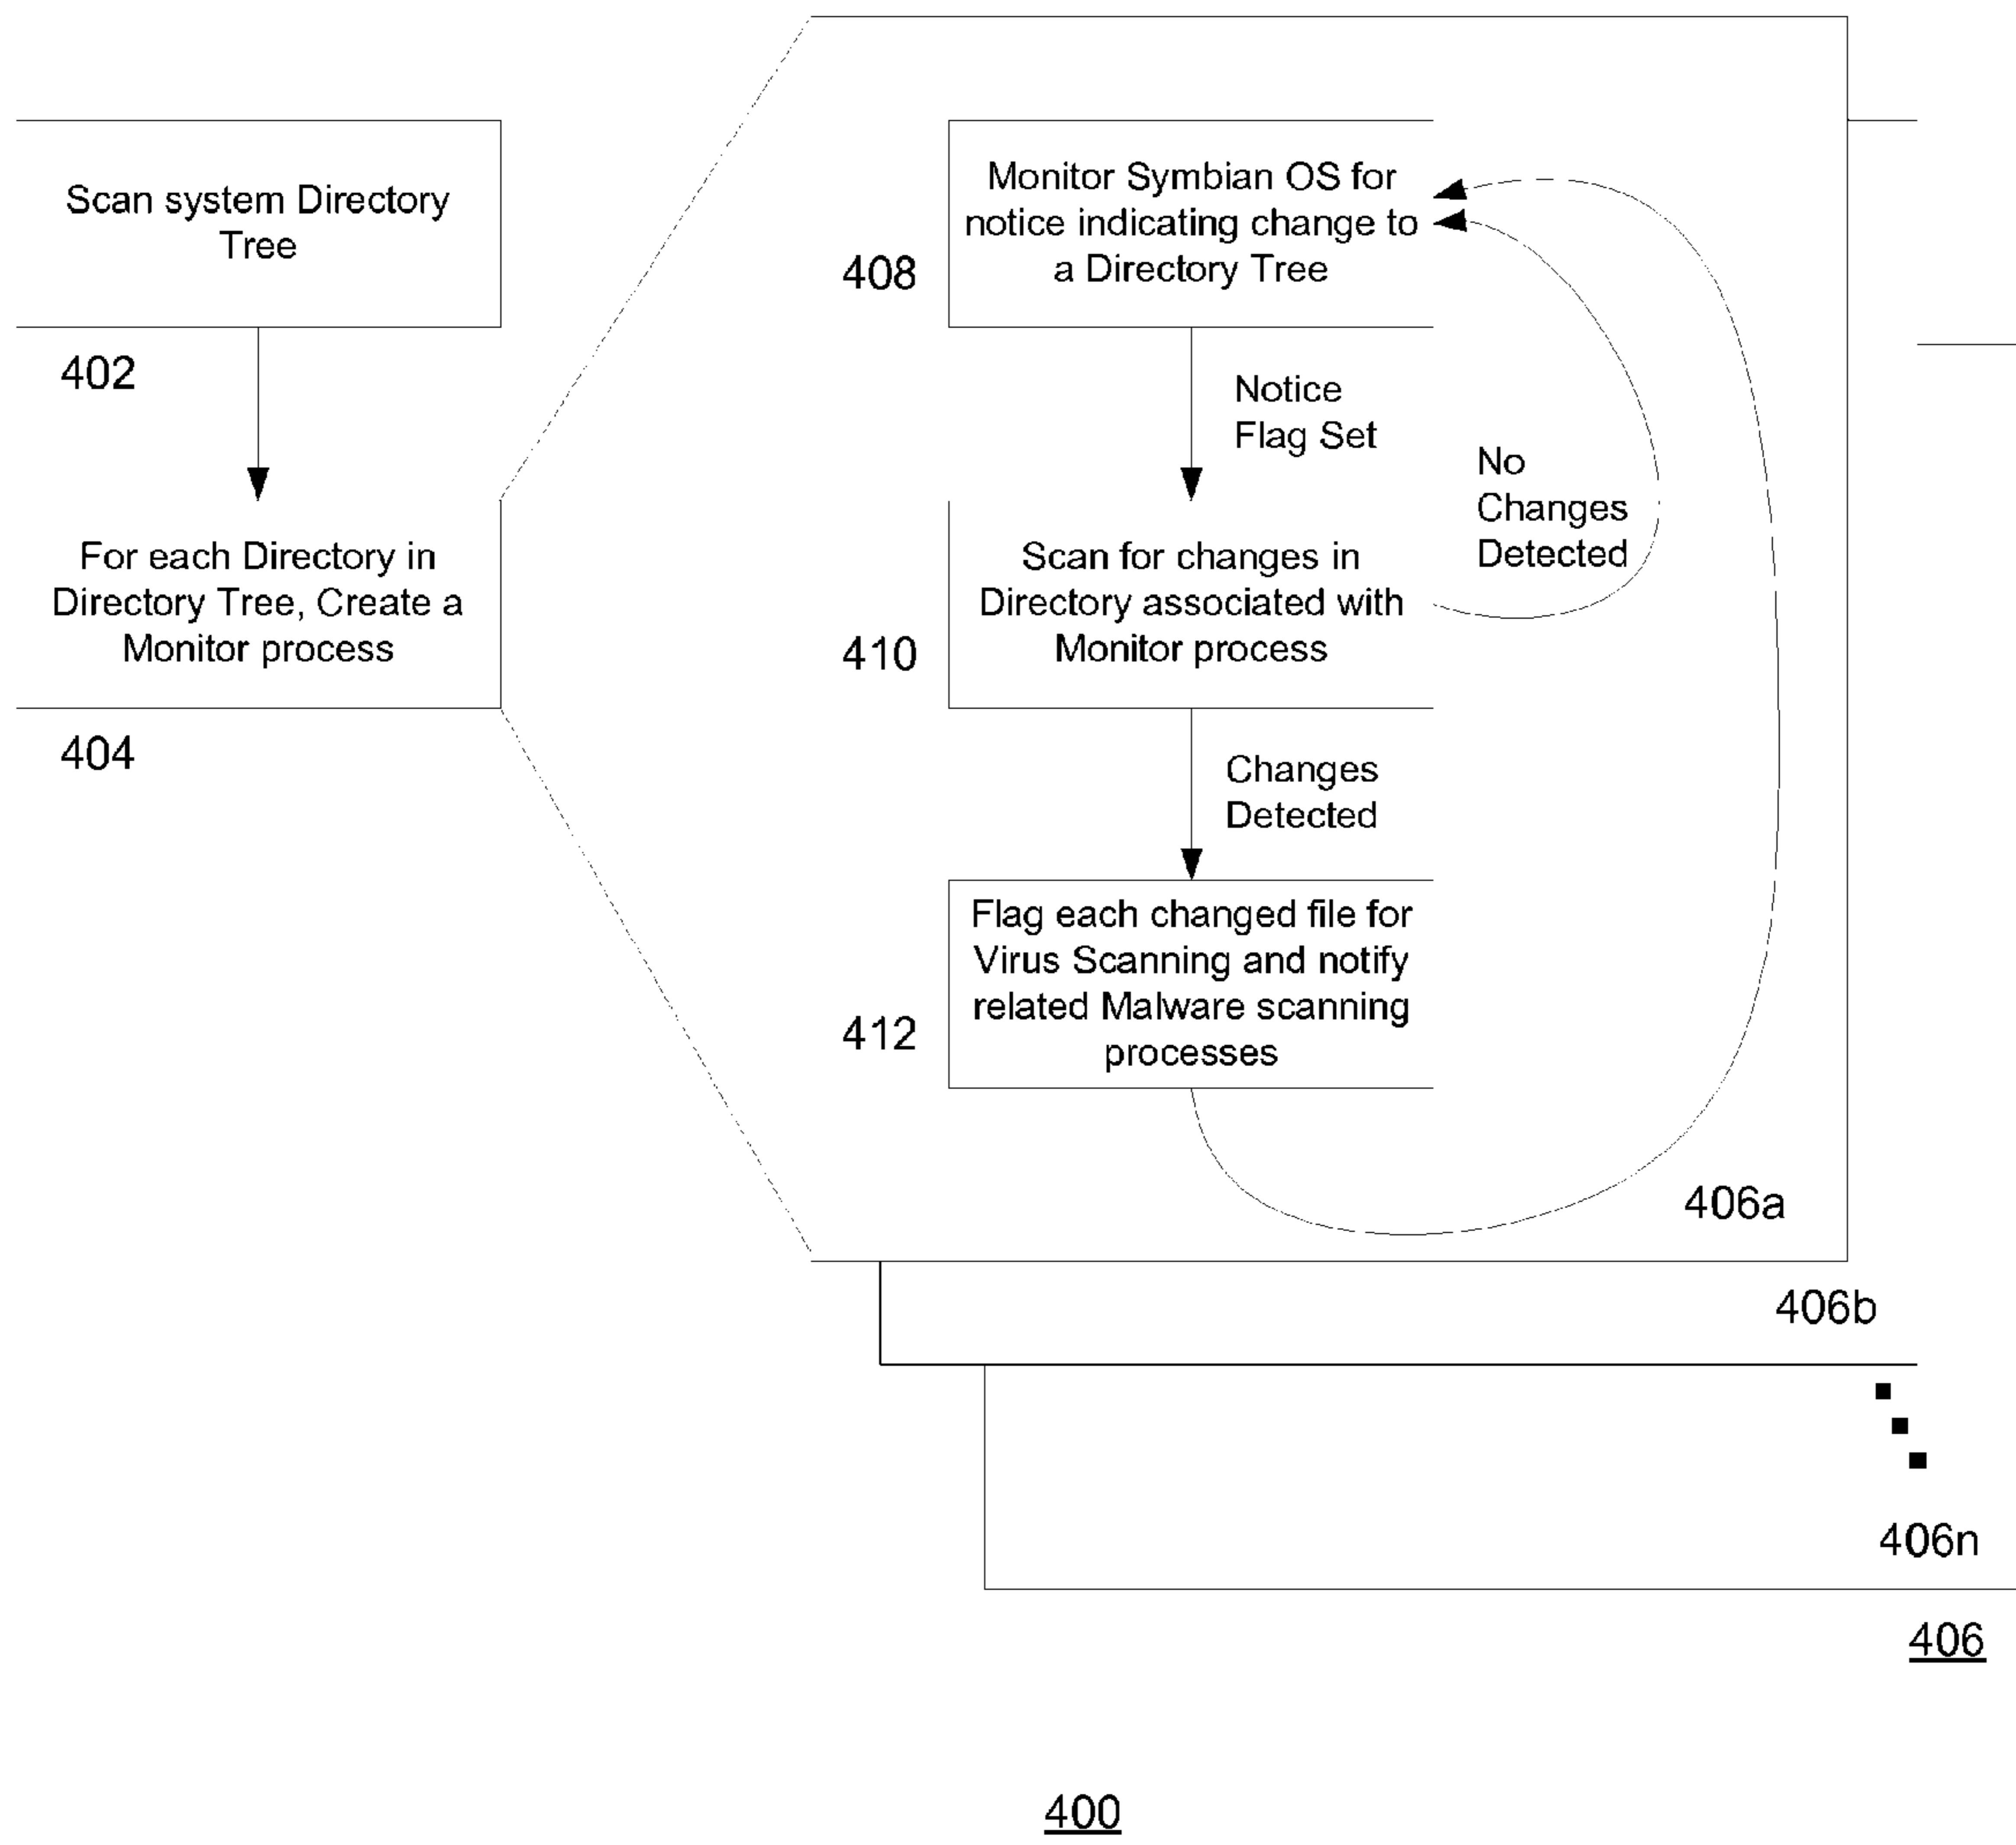 Scan system Directory
Tree
402
For each Directory in
Directory Tree, Create a
Monitor process
404
Monitor Symbian OS for
notice indicating change to
a Directory Tree
408
Notice
Flag Set
No
Changes
Detected
Scan for changes in
Directory associated with
Monitor process
410
Changes
Detected
Flag each changed file for
Virus Scanning and notify
related Malware scanning
processes
412
406a
406b
406n
406
400